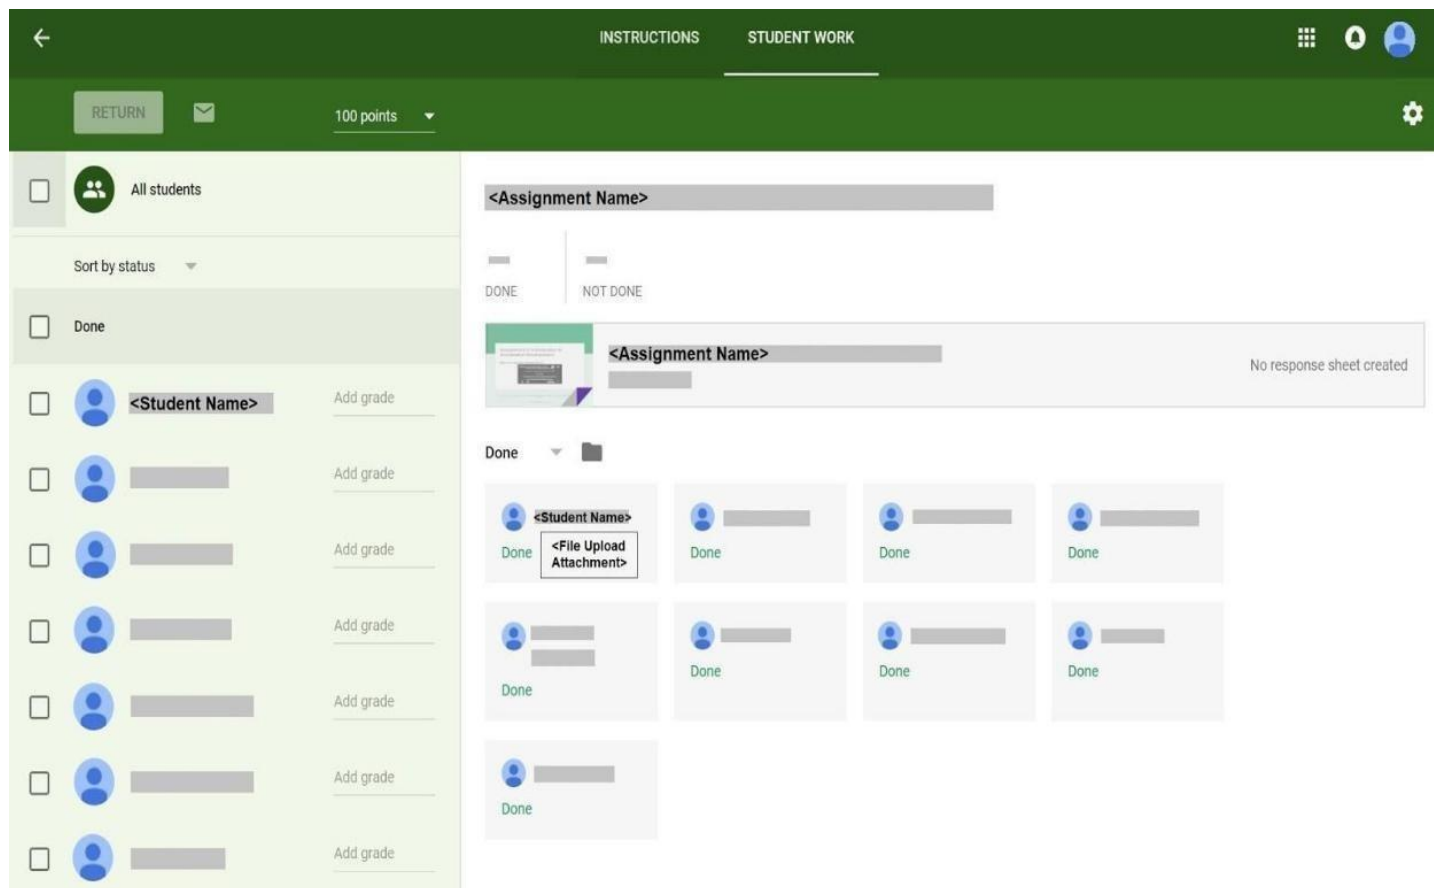 INSTRUCTIONS STUDENT WORK
RETURN 100 points
All students
Sort by status
Done
<Student Name> Add grade
Add grade
Add grade
Add grade
Add grade
Add grade
Add grade
<Assignment Name>
DONE NOT DONE
<Assignment Name>
No response sheet created
Done
<Student Name>
Done <File Upload
Attachment>
Done
Done
Done
Done
Done
Done
Done
Done